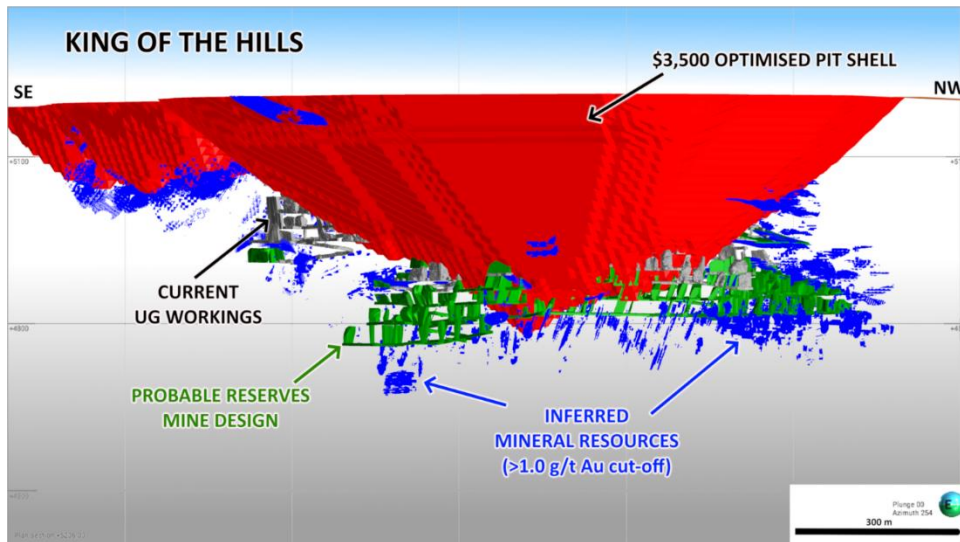 KING OF THE HILLS
$3,500 OPTIMISED PIT SHELL
SE
NW
CURRENT
UG WORKINGS
PROBABLE RESERVES
MINE DESIGN
INFERRED
MINERAL RESOURCES
(>1.0 g/t Au cut-off)
Plunge 00
Azimuth 254
E
300 m